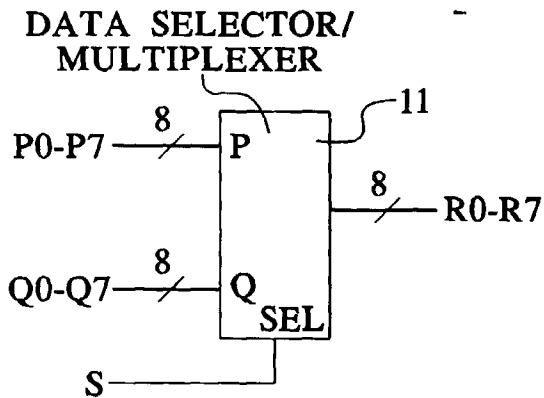 DATA SELECTOR/
MULTIPLEXER
11
8
P0-P7
P
8
R0-R7
8
Q0-Q7
Q
SEL
S